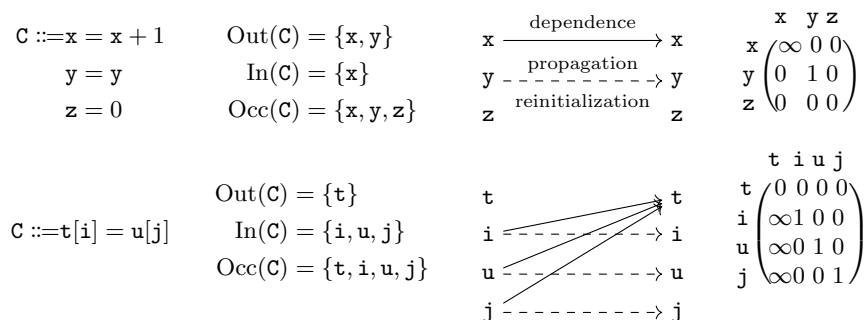 C ::=x = x + 1
y = y
z = 0
Out(C) = {x, y}
In(C) = {x}
Occ(C) = {x, y, z}
x dependence x
y propagation y
z reinitialization z
x y z
x ∞ 0 0
y 0 1 0
z 0 0 0
C ::=t[i] = u[j]
Out(C) = {t}
In(C) = {i, u, j}
Occ(C) = {t, i, u, j}
t t
i i
u u
j j
t i u j
t 0 0 0 0
i ∞ 1 0 0
u ∞ 0 1 0
j ∞ 0 0 1